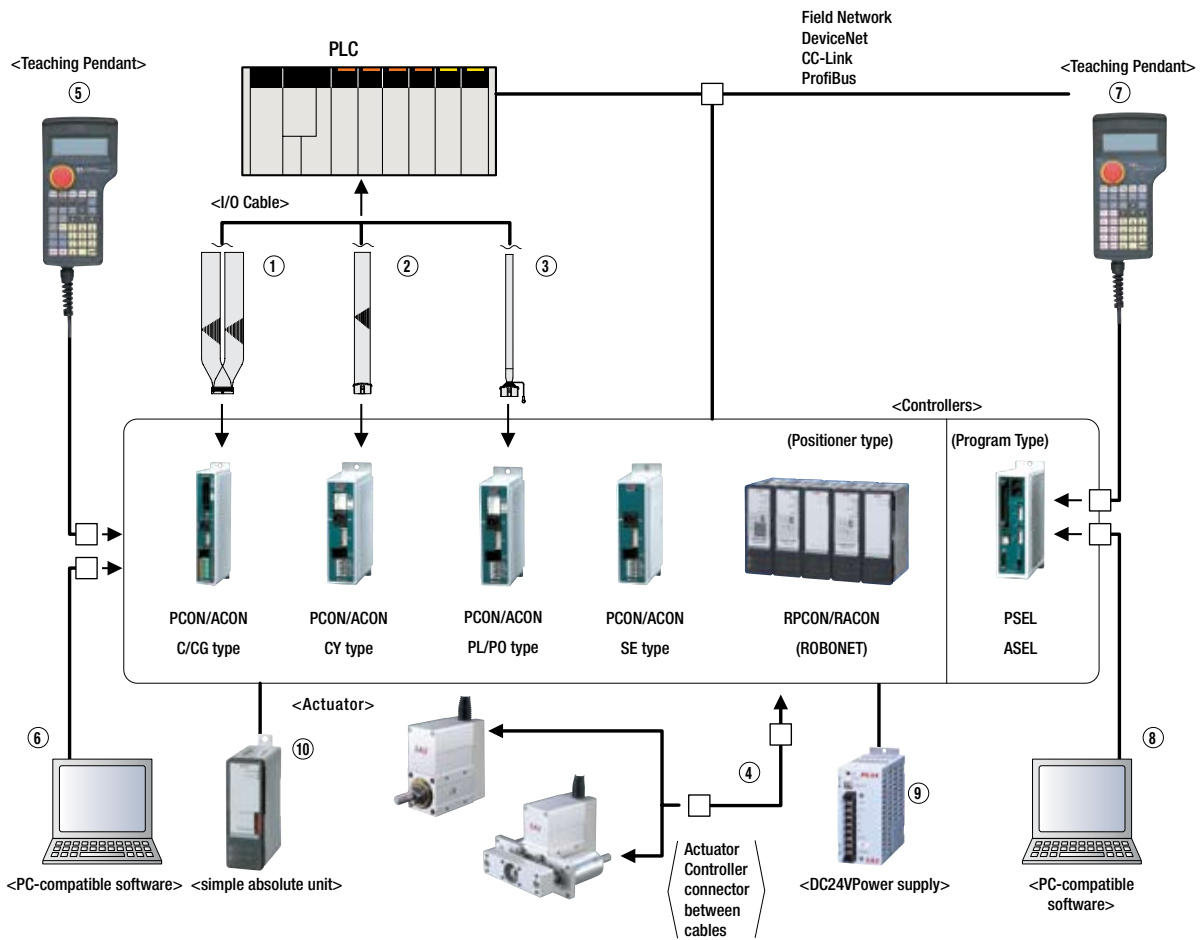 Field Network
DeviceNet
CC-Link
ProfiBus
PLC
<Teaching Pendant>
⑤
<Teaching Pendant>
⑦
<I/O Cable>
①
②
③
<Controllers>
(Positioner type)
(Program Type)
PCON/ACON
C/CG type
PCON/ACON
CY type
PCON/ACON
PL/PO type
PCON/ACON
SE type
RPCON/RACON
(ROBONET)
PSEL
ASEL
<Actuator>
⑥
⑩
④
⑨
⑧
Actuator
Controller
connector
between
cables
<PC-compatible software>
<simple absolute unit>
<DC24VPower supply>
<PC-compatible
software>